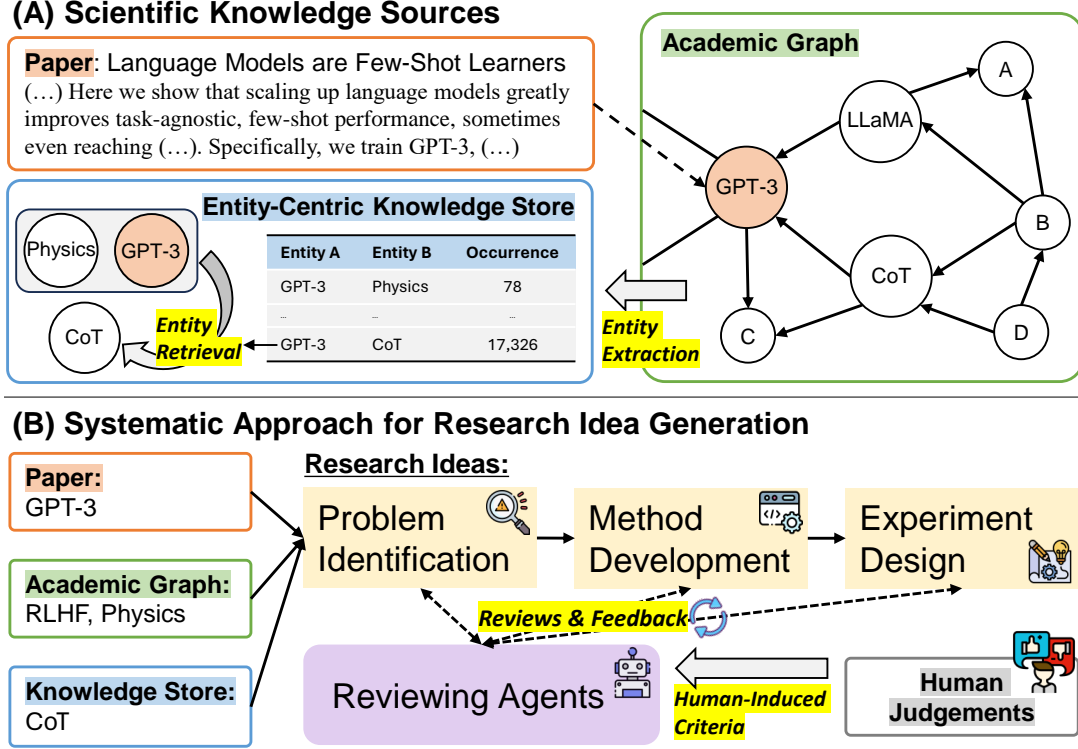 (A) Scientific Knowledge Sources
Paper: Language Models are Few-Shot Learners
(…) Here we show that scaling up language models greatly
improves task-agnostic, few-shot performance, sometimes
even reaching (…). Specifically, we train GPT-3, (…)
Entity-Centric Knowledge Store
Physics
GPT-3
CoT
Entity
Retrieval
Entity A Entity B Occurrence
GPT-3 Physics 78
… … …
GPT-3 CoT 17,326
Academic Graph
A
LLaMA
GPT-3
B
CoT
C
D
Entity
Extraction
(B) Systematic Approach for Research Idea Generation
Paper:
GPT-3
Academic Graph:
RLHF, Physics
Knowledge Store:
CoT
Research Ideas:
Problem
Identification
Method
Development
Experiment
Design
Reviews & Feedback
Reviewing Agents
Human-Induced
Criteria
Human
Judgements